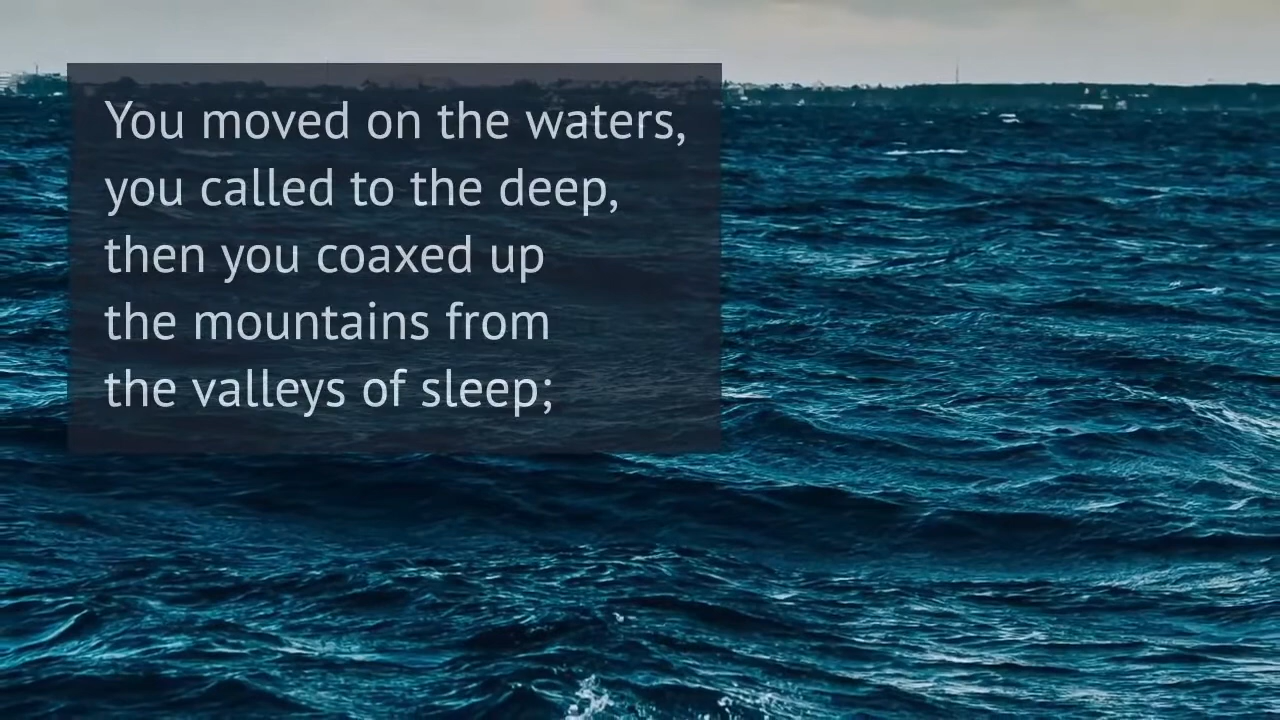 You moved on the waters,
you called to the deep,
then you coaxed up
the mountains from
the valleys of sleep;